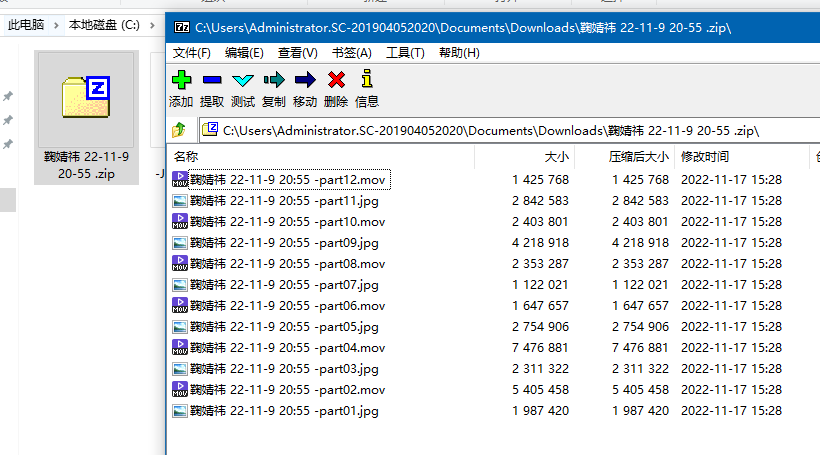 此电脑 > 本地磁盘 (C:) >
鞠婧祎 22-11-9
20-55 .zip
-J
C:\Users\Administrator.SC-201904052020\Documents\Downloads\鞠婧祎 22-11-9 20-55 .zip\
文件(F) 编辑(E) 查看(V) 书签(A) 工具(T) 帮助(H)
添加 提取 测试 复制 移动 删除 信息
C:\Users\Administrator.SC-201904052020\Documents\Downloads\鞠婧祎 22-11-9 20-55 .zip\
名称 大小 压缩后大小 修改时间
鞠婧祎 22-11-9 20:55 -part12.mov 1 425 768 1 425 768 2022-11-17 15:28
鞠婧祎 22-11-9 20:55 -part11.jpg 2 842 583 2 842 583 2022-11-17 15:28
鞠婧祎 22-11-9 20:55 -part10.mov 2 403 801 2 403 801 2022-11-17 15:28
鞠婧祎 22-11-9 20:55 -part09.jpg 4 218 918 4 218 918 2022-11-17 15:28
鞠婧祎 22-11-9 20:55 -part08.mov 2 353 287 2 353 287 2022-11-17 15:28
鞠婧祎 22-11-9 20:55 -part07.jpg 1 122 021 1 122 021 2022-11-17 15:28
鞠婧祎 22-11-9 20:55 -part06.mov 1 647 657 1 647 657 2022-11-17 15:28
鞠婧祎 22-11-9 20:55 -part05.jpg 2 754 906 2 754 906 2022-11-17 15:28
鞠婧祎 22-11-9 20:55 -part04.mov 7 476 881 7 476 881 2022-11-17 15:28
鞠婧祎 22-11-9 20:55 -part03.jpg 2 311 322 2 311 322 2022-11-17 15:28
鞠婧祎 22-11-9 20:55 -part02.mov 5 405 458 5 405 458 2022-11-17 15:28
鞠婧祎 22-11-9 20:55 -part01.jpg 1 987 420 1 987 420 2022-11-17 15:28